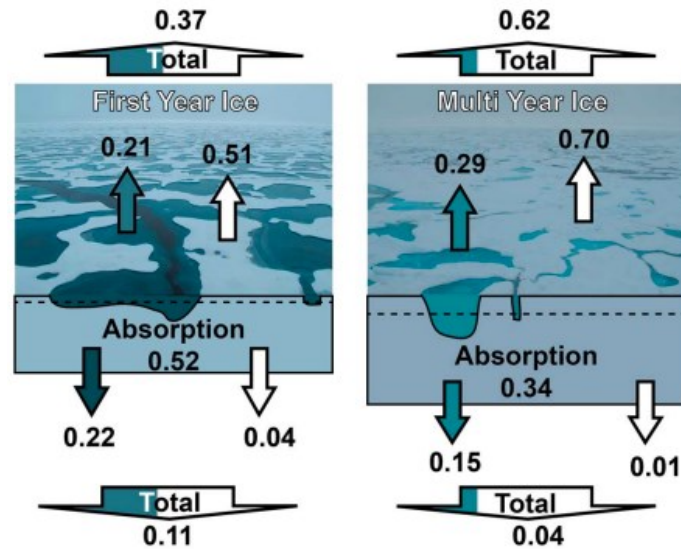 0.37
Total
First Year Ice
0.21
0.51
Absorption
0.52
0.22
0.04
Total
0.11
0.62
Total
Multi Year Ice
0.29
0.70
Absorption
0.34
0.15
0.01
Total
0.04